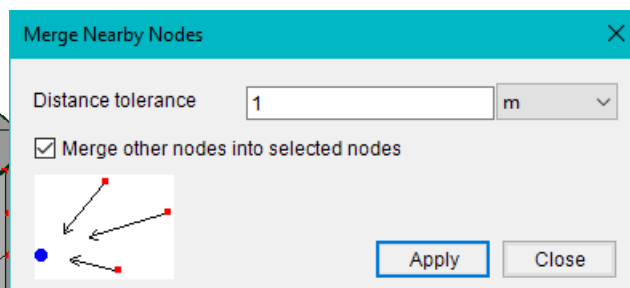 Merge Nearby Nodes
Distance tolerance 1 m
Merge other nodes into selected nodes
Apply Close